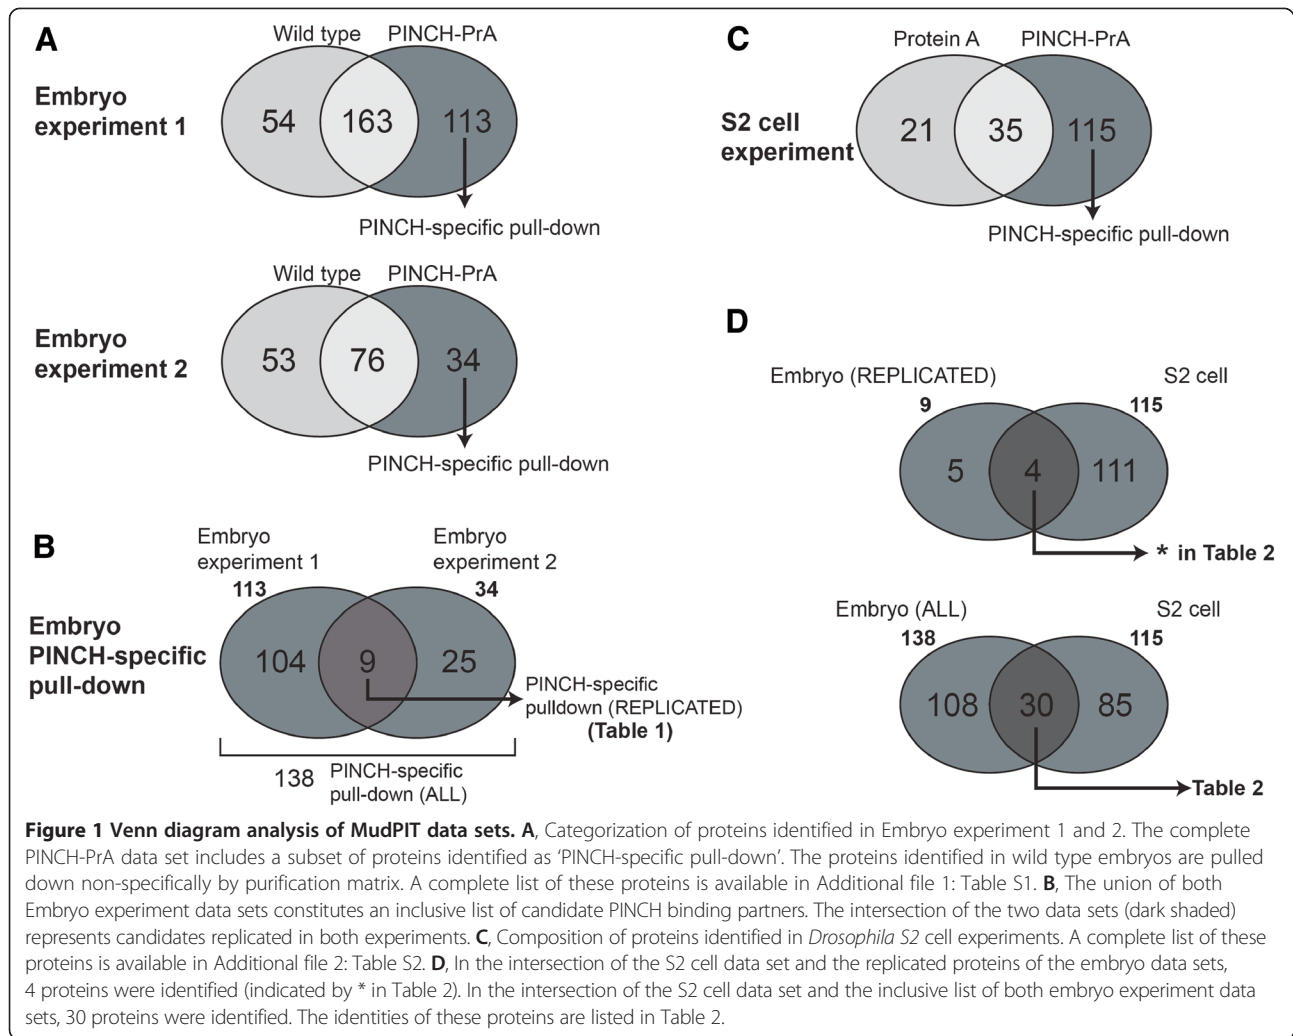 A
Wild type PINCH-PrA
Embryo
experiment 1
54 163 113
PINCH-specific pull-down
Wild type PINCH-PrA
Embryo
experiment 2
53 76 34
PINCH-specific pull-down
B
Embryo
experiment 1
113
Embryo
experiment 2
34
Embryo
PINCH-specific
pull-down
104 9 25
PINCH-specific
pulldown (REPLICATED)
(Table 1)
138 PINCH-specific
pull-down (ALL)
C
Protein A PINCH-PrA
S2 cell
experiment
21 35 115
PINCH-specific pull-down
D
Embryo (REPLICATED) S2 cell
9 115
5 4 111
* in Table 2
Embryo (ALL) S2 cell
138 115
108 30 85
Table 2
Figure 1 Venn diagram analysis of MudPIT data sets. A, Categorization of proteins identified in Embryo experiment 1 and 2. The complete
PINCH-PrA data set includes a subset of proteins identified as ‘PINCH-specific pull-down’. The proteins identified in wild type embryos are pulled
down non-specifically by purification matrix. A complete list of these proteins is available in Additional file 1: Table S1. B, The union of both
Embryo experiment data sets constitutes an inclusive list of candidate PINCH binding partners. The intersection of the two data sets (dark shaded)
represents candidates replicated in both experiments. C, Composition of proteins identified in Drosophila S2 cell experiments. A complete list of these
proteins is available in Additional file 2: Table S2. D, In the intersection of the S2 cell data set and the replicated proteins of the embryo data sets,
4 proteins were identified (indicated by * in Table 2). In the intersection of the S2 cell data set and the inclusive list of both embryo experiment data
sets, 30 proteins were identified. The identities of these proteins are listed in Table 2.